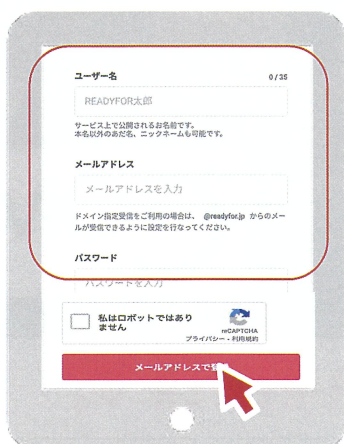 ユーザー名 0 / 35
READYFOR太郎
サービス上で公開されるお名前です。
本名以外のあだ名、ニックネームも可能です。
メールアドレス
メールアドレスを入力
ドメイン指定受信をご利用の場合は、 @readyfor.jp からのメー
ルが受信できるように設定を行なってください。
パスワード
パスワードを入力
私はロボットではあり
ません
reCAPTCHA
プライバシー - 利用規約
メールアドレスで